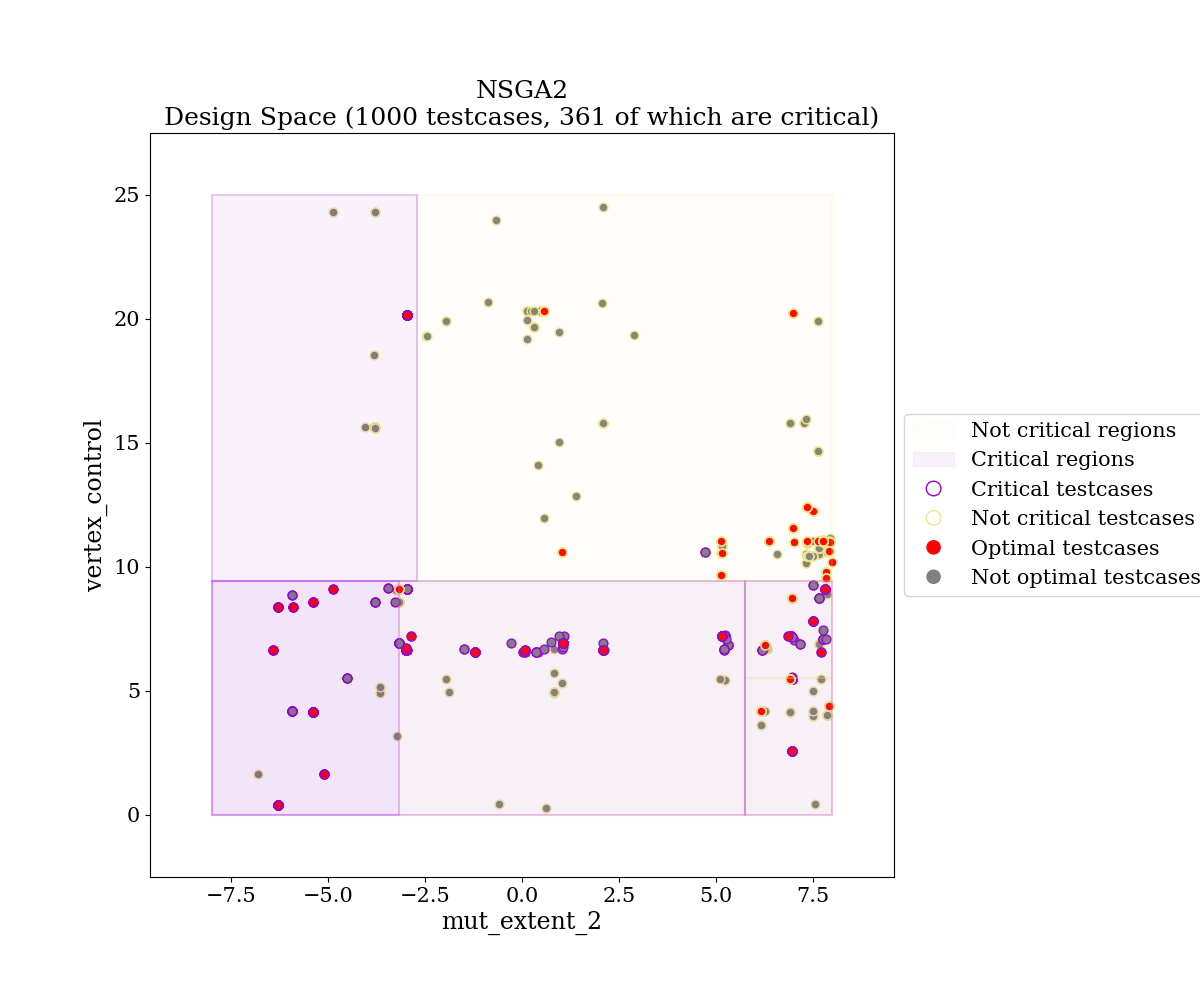 NSGA2
Design Space (1000 testcases, 361 of which are critical)
25
20
15
10
5
0
vertex_control
−7.5
−5.0
−2.5
0.0
2.5
5.0
7.5
mut_extent_2
Not critical regions
Critical regions
Critical testcases
Not critical testcases
Optimal testcases
Not optimal testcases